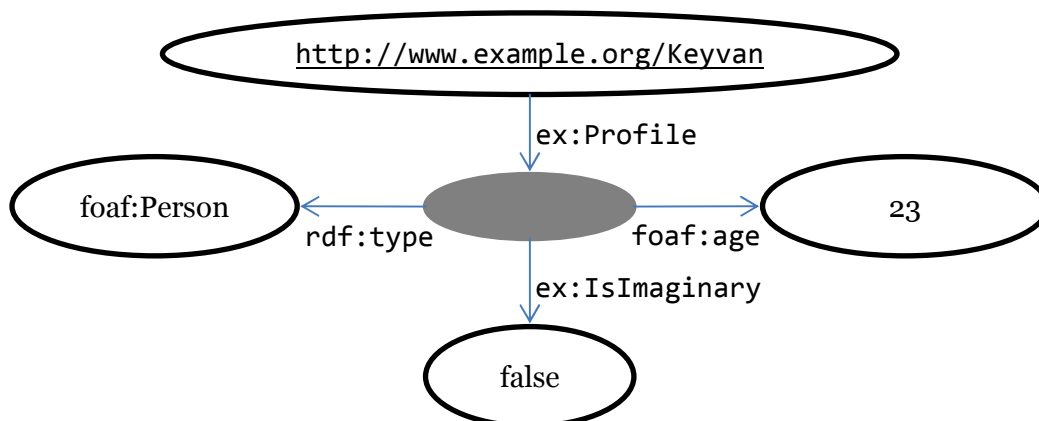 http://www.example.org/Keyvan
ex:Profile
foaf:Person
23
rdf:type
foaf:age
ex:IsImaginary
false